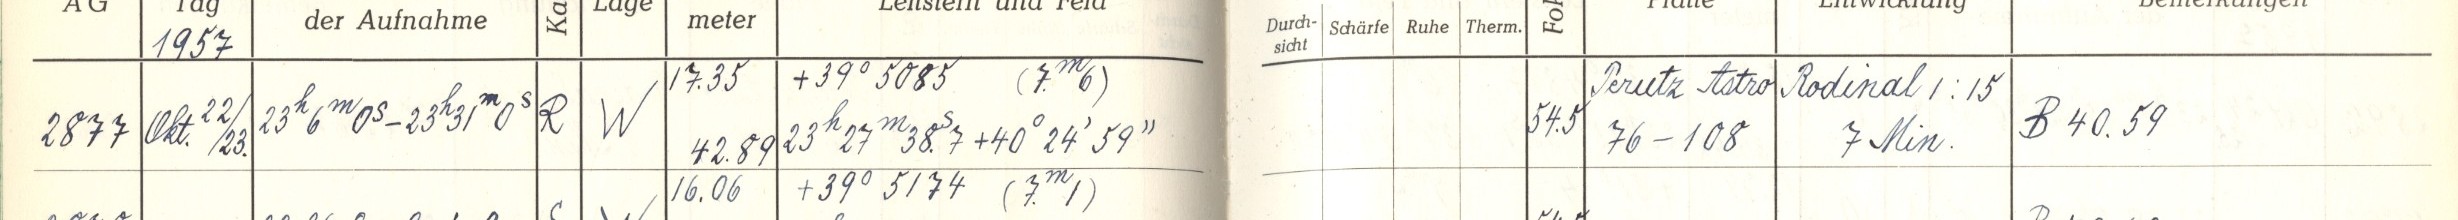 AG Tag der Aufnahme Ka Lage meter Leitstern und Feld Durch-sicht Schärfe Ruhe Therm. Fok Platte Entwicklung Bemerkungen
1957
17.35 +39° 5085 (7.ᵐ6) Perutz Astro Rodinal 1:15
2877 Okt. 22/23. 23ʰ6ᵐ0ˢ–23ʰ31ᵐ0ˢ R W 54.5 B 40.59
42.89 23ʰ27ᵐ38.ˢ7 +40° 24' 59" 76–108 7 Min.
16.06 +39° 5174 (7.ᵐ1)